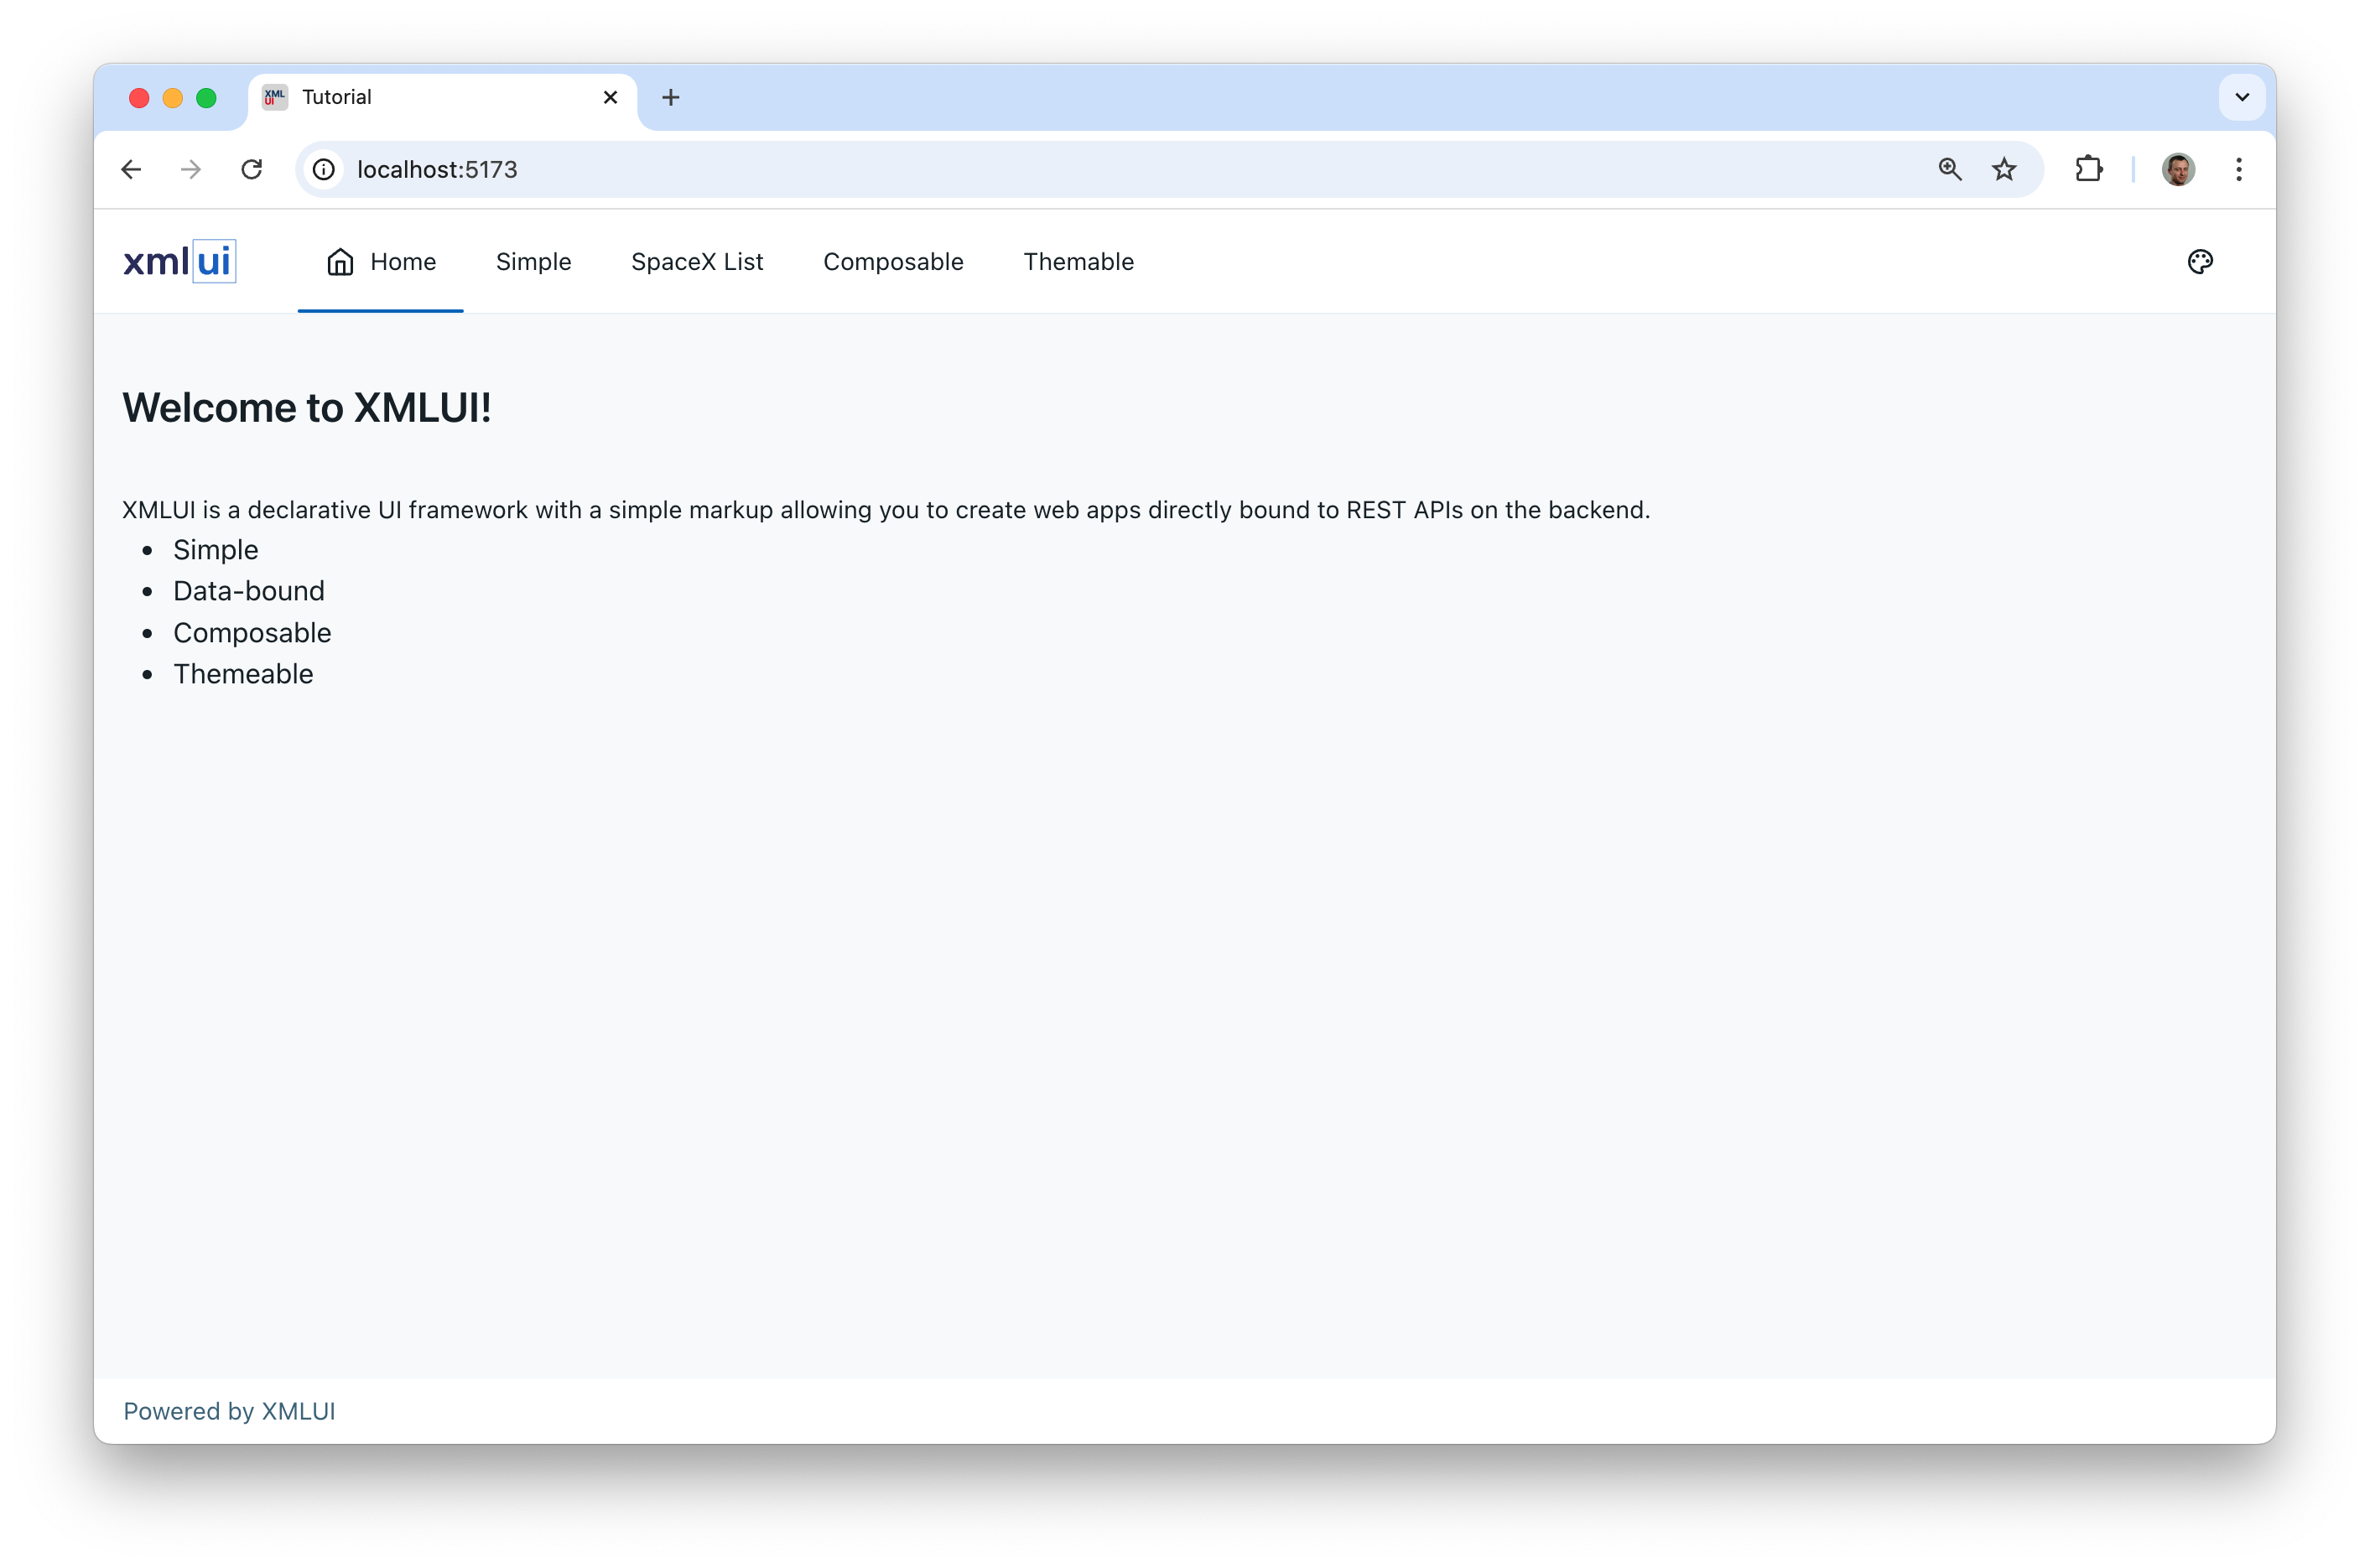 XML
UI
Tutorial
localhost:5173
xmlui
Home
Simple
SpaceX List
Composable
Themable
Welcome to XMLUI!
XMLUI is a declarative UI framework with a simple markup allowing you to create web apps directly bound to REST APIs on the backend.
• Simple
• Data-bound
• Composable
• Themeable
Powered by XMLUI